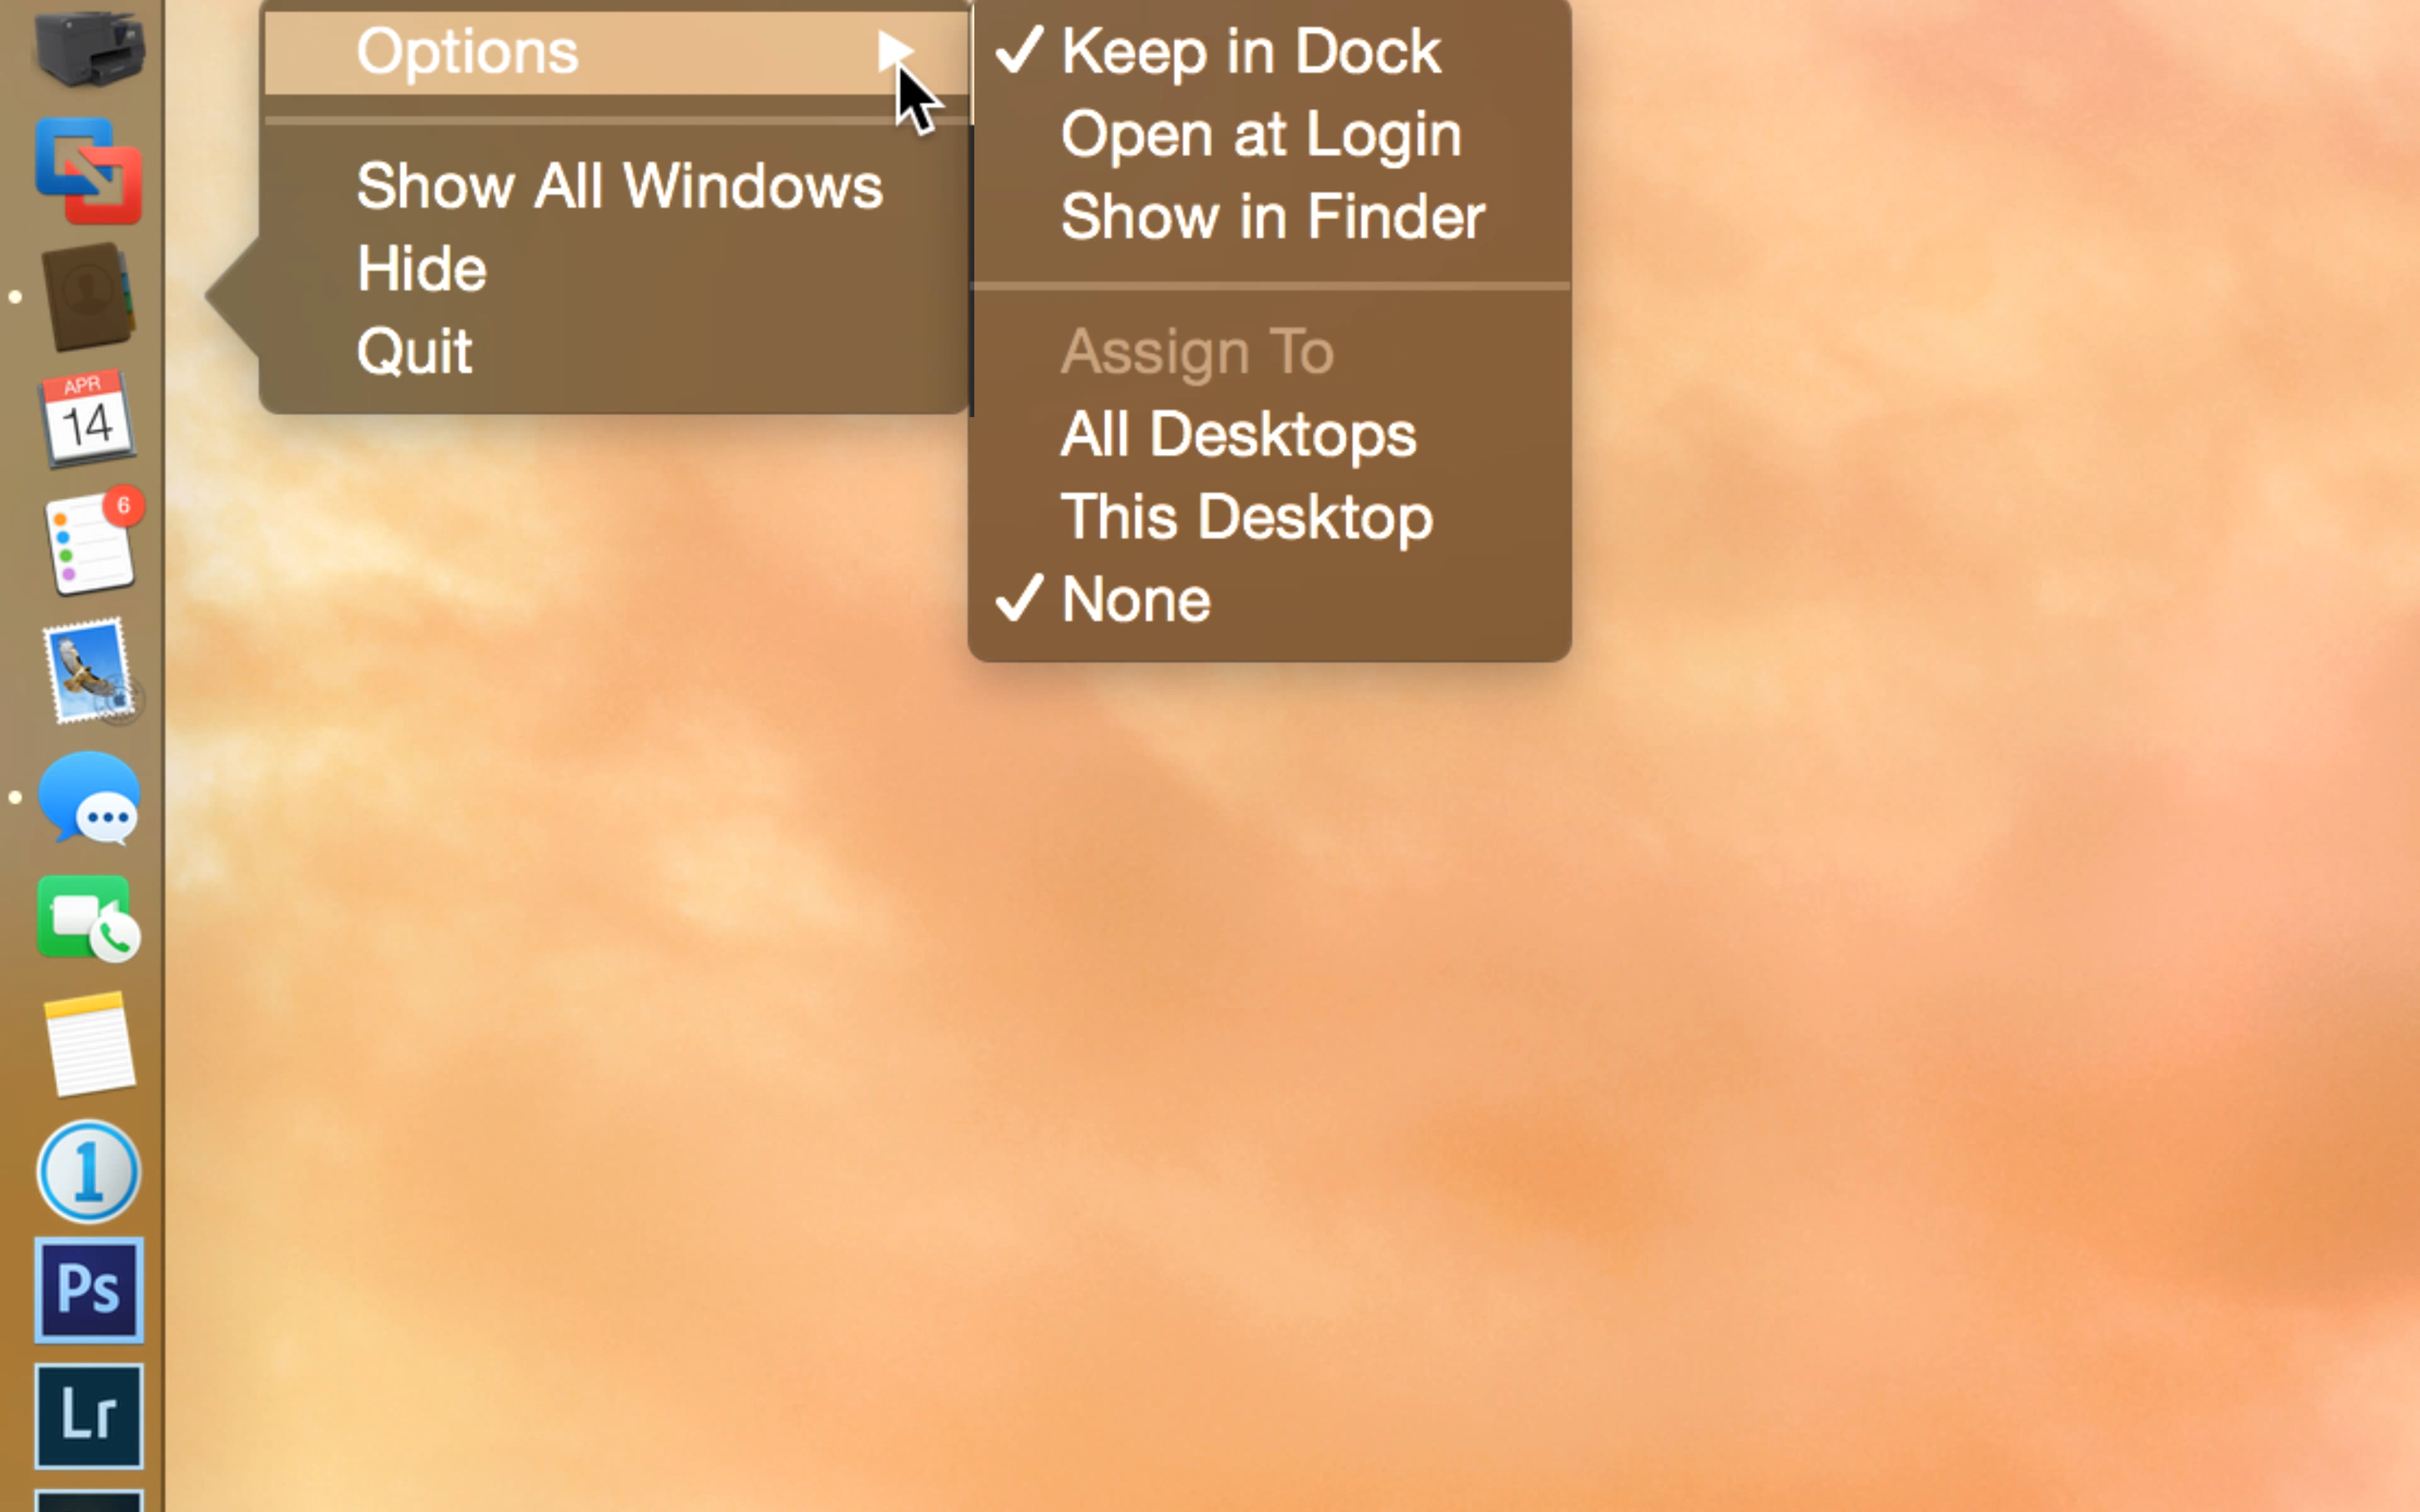 Options
Show All Windows
Hide
Quit
Keep in Dock
Open at Login
Show in Finder
Assign To
All Desktops
This Desktop
None
APR
14
6
1
Ps
Lr